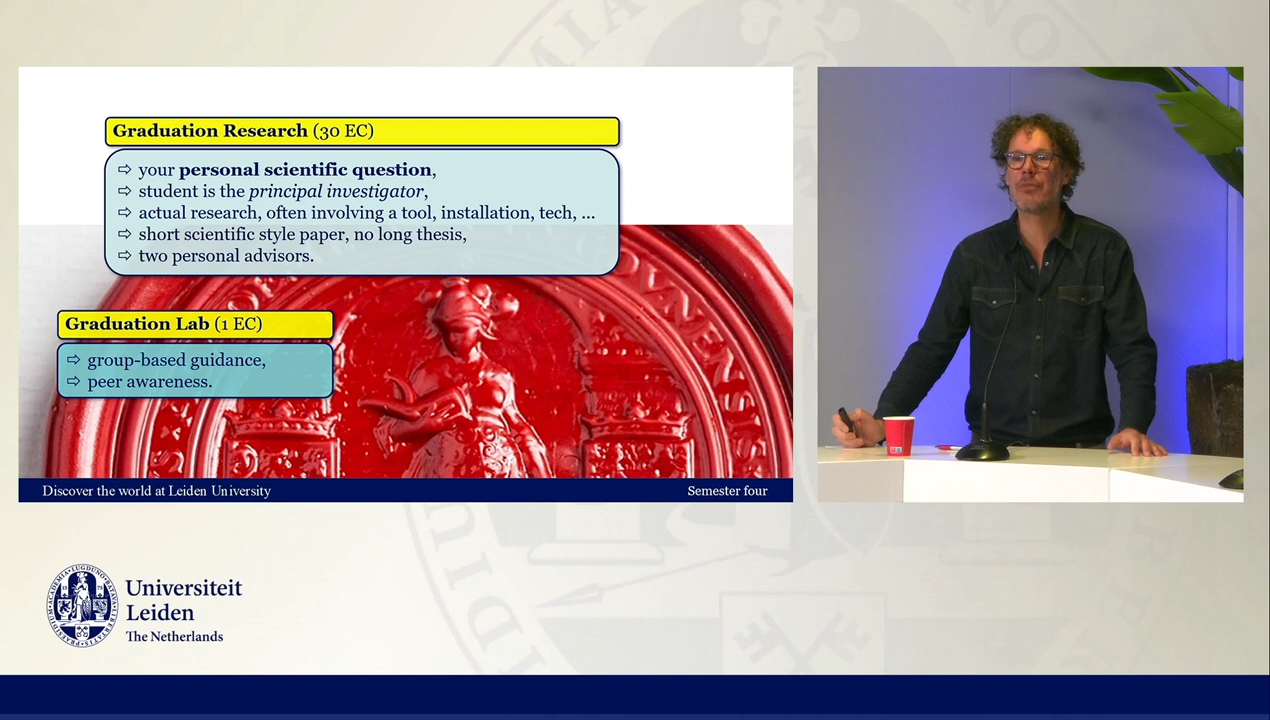 Graduation Research (30 EC)
⇨ your personal scientific question,
⇨ student is the principal investigator,
⇨ actual research, often involving a tool, installation, tech, ...
⇨ short scientific style paper, no long thesis,
⇨ two personal advisors.
Graduation Lab (1 EC)
⇨ group-based guidance,
⇨ peer awareness.
Discover the world at Leiden University
Semester four
Universiteit
Leiden
The Netherlands